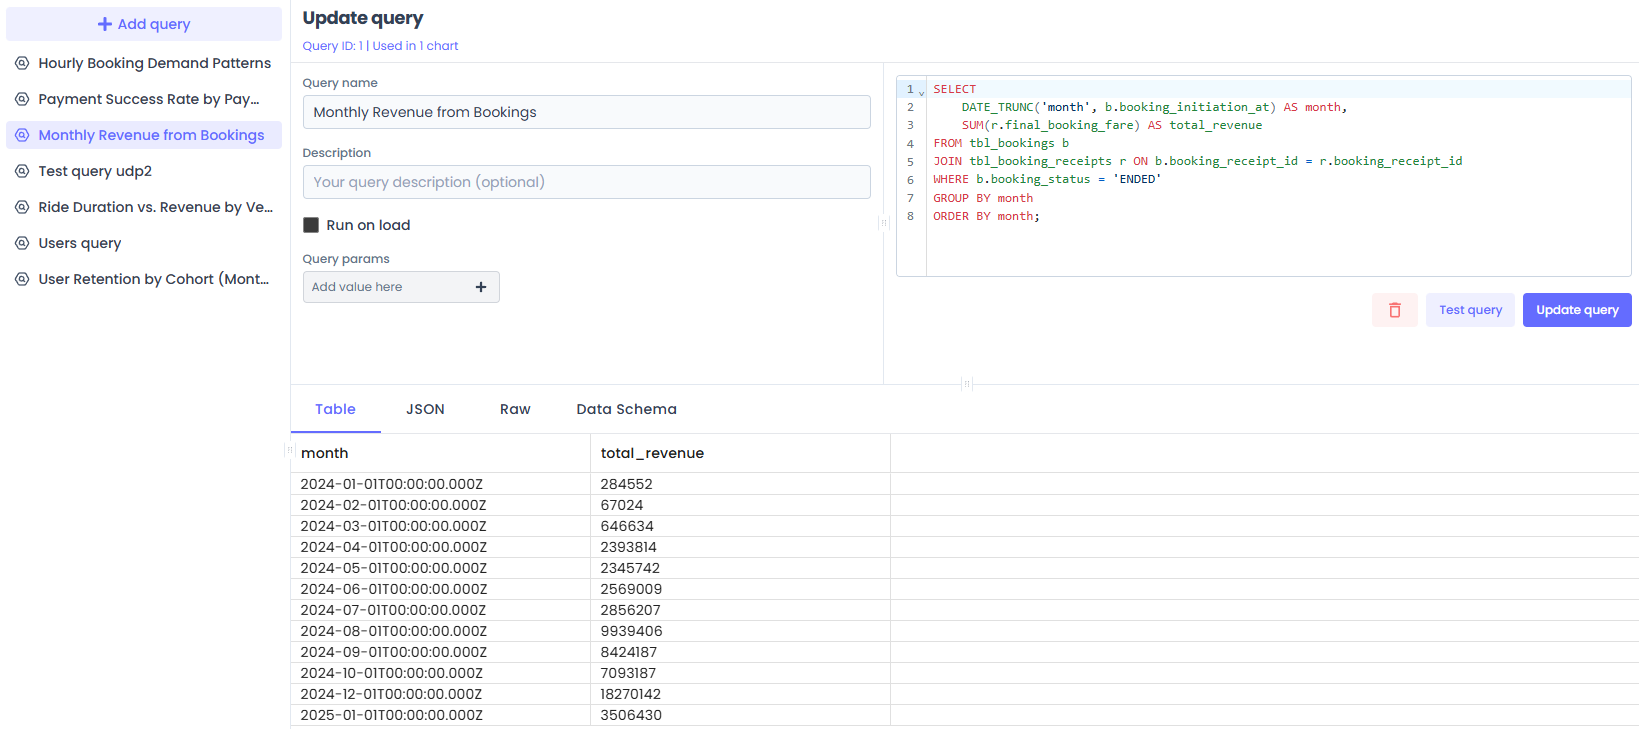 Add query
Hourly Booking Demand Patterns
Payment Success Rate by Pay...
Monthly Revenue from Bookings
Test query udp2
Ride Duration vs. Revenue by Ve...
Users query
User Retention by Cohort (Mont...
Update query
Query ID: 1 | Used in 1 chart
Query name
Monthly Revenue from Bookings
Description
Your query description (optional)
Run on load
Query params
Add value here
1 SELECT
2 DATE_TRUNC('month', b.booking_initiation_at) AS month,
3 SUM(r.final_booking_fare) AS total_revenue
4 FROM tbl_bookings b
5 JOIN tbl_booking_receipts r ON b.booking_receipt_id = r.booking_receipt_id
6 WHERE b.booking_status = 'ENDED'
7 GROUP BY month
8 ORDER BY month;
Test query Update query
Table JSON Raw Data Schema
month total_revenue
2024-01-01T00:00:00.000Z 284552
2024-02-01T00:00:00.000Z 67024
2024-03-01T00:00:00.000Z 646634
2024-04-01T00:00:00.000Z 2393814
2024-05-01T00:00:00.000Z 2345742
2024-06-01T00:00:00.000Z 2569009
2024-07-01T00:00:00.000Z 2856207
2024-08-01T00:00:00.000Z 9939406
2024-09-01T00:00:00.000Z 8424187
2024-10-01T00:00:00.000Z 7093187
2024-12-01T00:00:00.000Z 18270142
2025-01-01T00:00:00.000Z 3506430